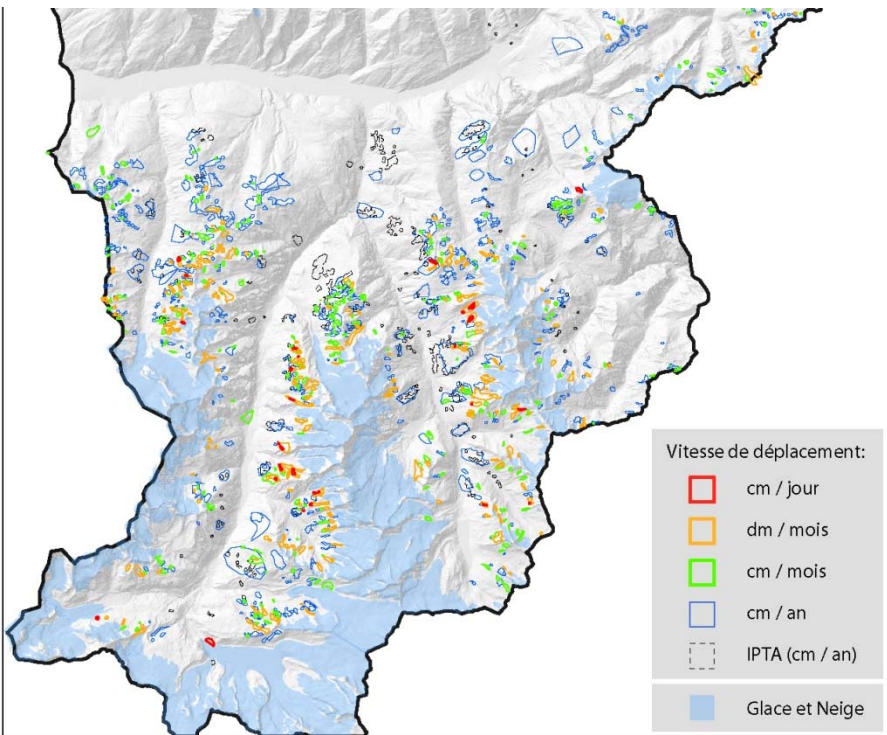 Vitesse de déplacement:
cm / jour
dm / mois
cm / mois
cm / an
IPTA (cm / an)
Glace et Neige